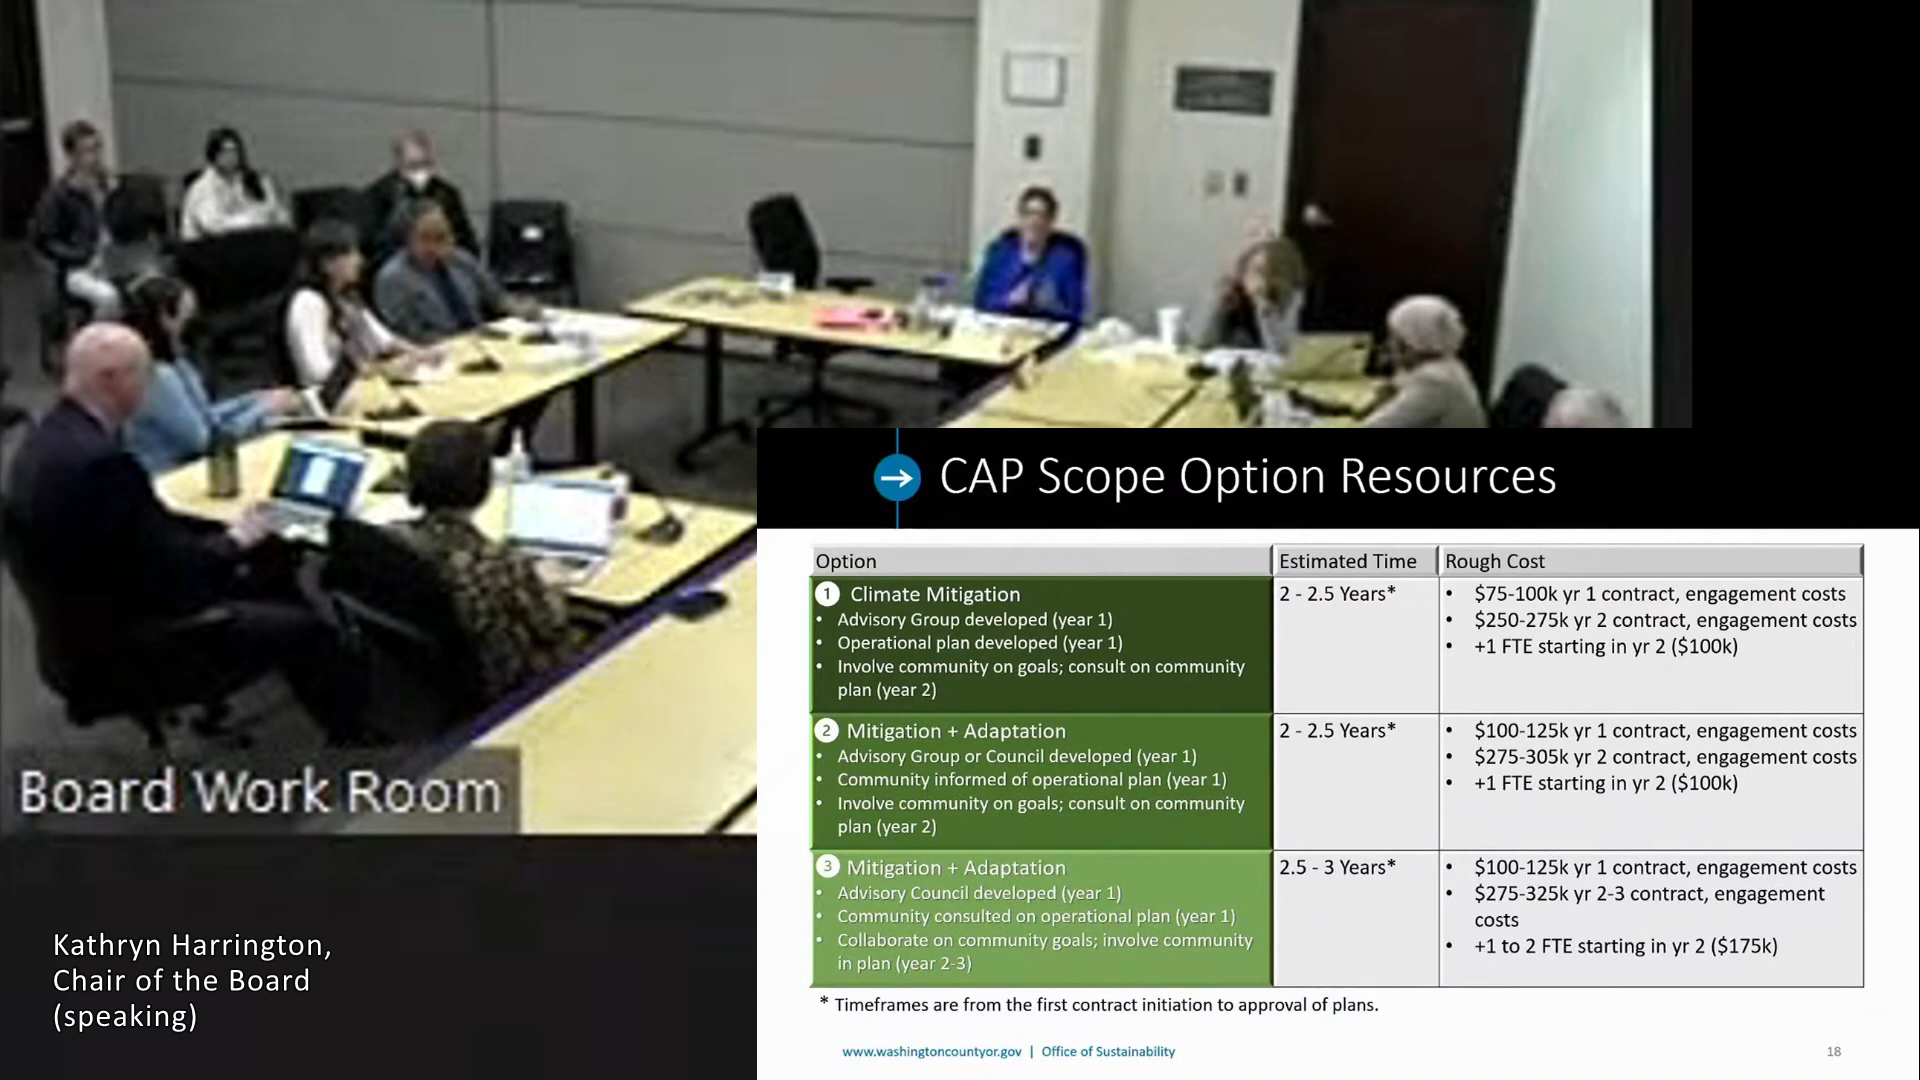 Board Work Room
Kathryn Harrington,
Chair of the Board
(speaking)
CAP Scope Option Resources
Option Estimated Time Rough Cost
1 Climate Mitigation
• Advisory Group developed (year 1)
• Operational plan developed (year 1)
• Involve community on goals; consult on community
plan (year 2)
2 - 2.5 Years*
• $75-100k yr 1 contract, engagement costs
• $250-275k yr 2 contract, engagement costs
• +1 FTE starting in yr 2 ($100k)
2 Mitigation + Adaptation
• Advisory Group or Council developed (year 1)
• Community informed of operational plan (year 1)
• Involve community on goals; consult on community
plan (year 2)
2 - 2.5 Years*
• $100-125k yr 1 contract, engagement costs
• $275-305k yr 2 contract, engagement costs
• +1 FTE starting in yr 2 ($100k)
3 Mitigation + Adaptation
• Advisory Council developed (year 1)
• Community consulted on operational plan (year 1)
• Collaborate on community goals; involve community
in plan (year 2-3)
2.5 - 3 Years*
• $100-125k yr 1 contract, engagement costs
• $275-325k yr 2-3 contract, engagement
costs
• +1 to 2 FTE starting in yr 2 ($175k)
* Timeframes are from the first contract initiation to approval of plans.
www.washingtoncountyor.gov | Office of Sustainability
18